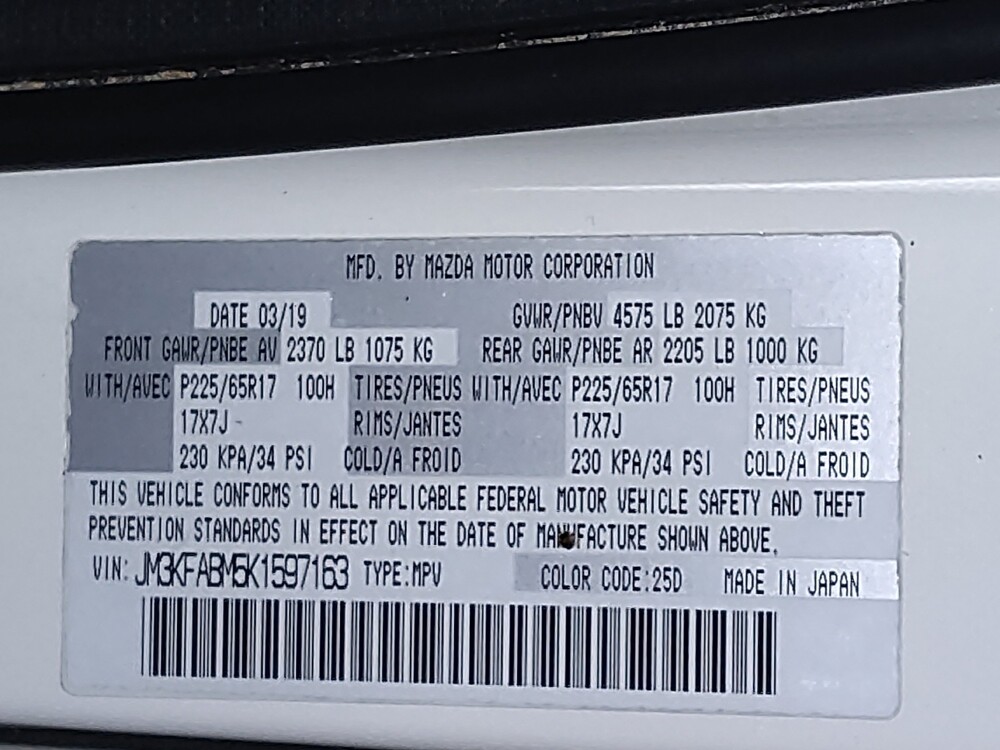 MFD. BY MAZDA MOTOR CORPORATION
DATE 03/19 GVWR/PNBV 4575 LB 2075 KG
FRONT GAWR/PNBE AV 2370 LB 1075 KG REAR GAWR/PNBE AR 2205 LB 1000 KG
WITH/AVEC P225/65R17 100H TIRES/PNEUS WITH/AVEC P225/65R17 100H TIRES/PNEUS
17X7J RIMS/JANTES 17X7J RIMS/JANTES
230 KPA/34 PSI COLD/A FROID 230 KPA/34 PSI COLD/A FROID
THIS VEHICLE CONFORMS TO ALL APPLICABLE FEDERAL MOTOR VEHICLE SAFETY AND THEFT
PREVENTION STANDARDS IN EFFECT ON THE DATE OF MANUFACTURE SHOWN ABOVE.
VIN: JM3KFABM5K1597163 TYPE:MPV COLOR CODE:25D MADE IN JAPAN